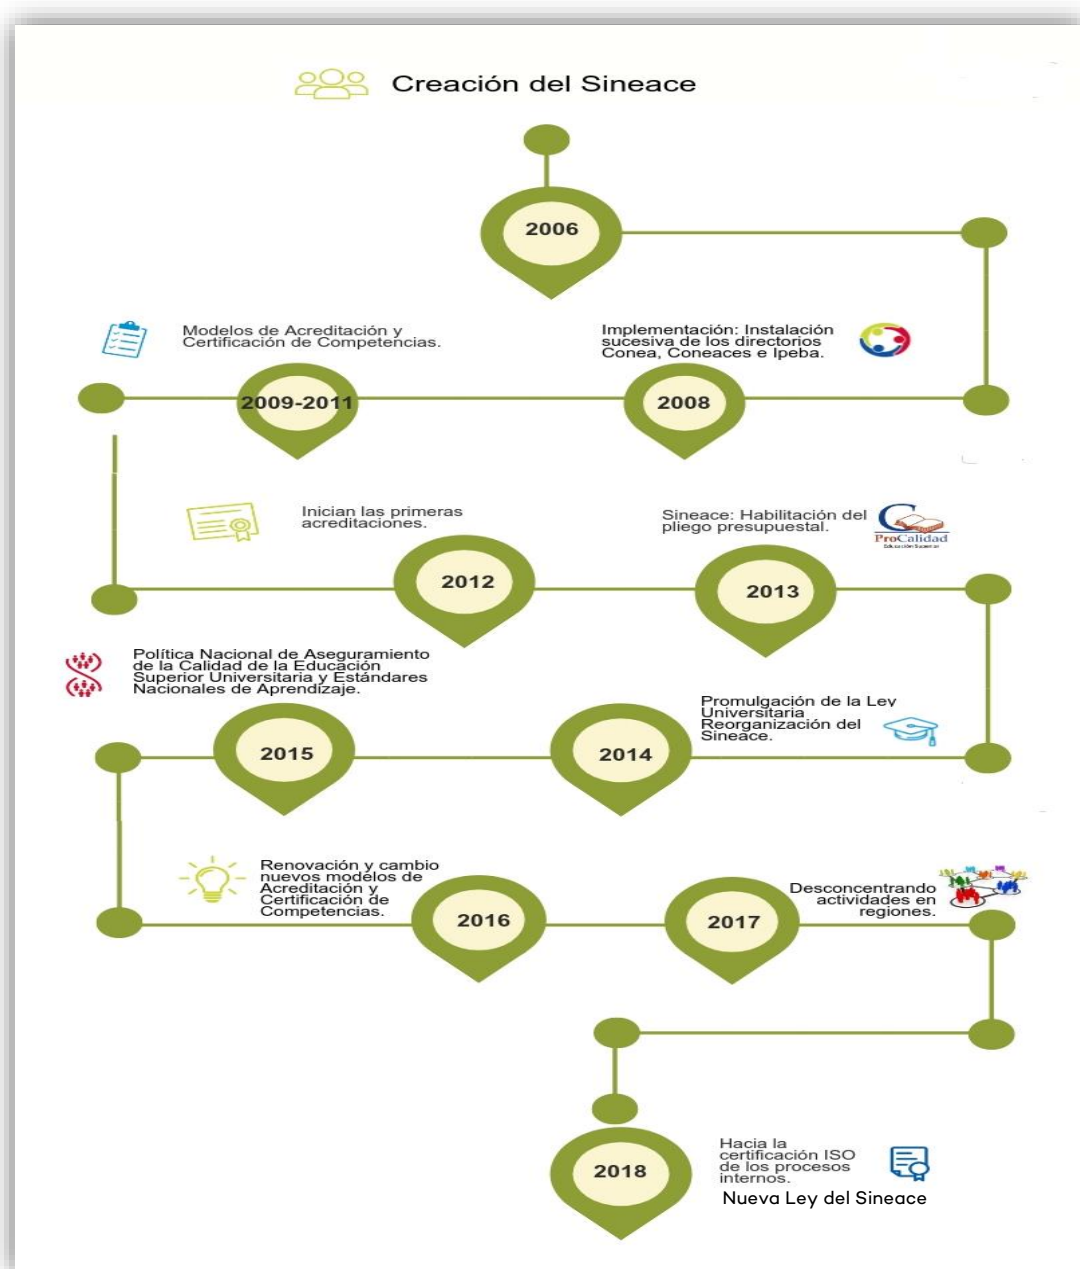 Creación del Sineace
2006
Implementación: Instalación
sucesiva de los directorios
Conea, Coneaces e Ipeba.
2008
Modelos de Acreditación y
Certificación de Competencias.
2009-2011
Inician las primeras
acreditaciones.
2012
Sineace: Habilitación del
pliego presupuestal.
ProCalidad
Educación Superior
2013
Promulgación de la Ley
Universitaria
Reorganización del
Sineace.
2014
Política Nacional de Aseguramiento
de la Calidad de la Educación
Superior Universitaria y Estándares
Nacionales de Aprendizaje.
2015
Renovación y cambio
nuevos modelos de
Acreditación y
Certificación de
Competencias.
2016
Desconcentrando
actividades en
regiones.
2017
Hacia la
certificación ISO
de los procesos
internos.
Nueva Ley del Sineace
2018